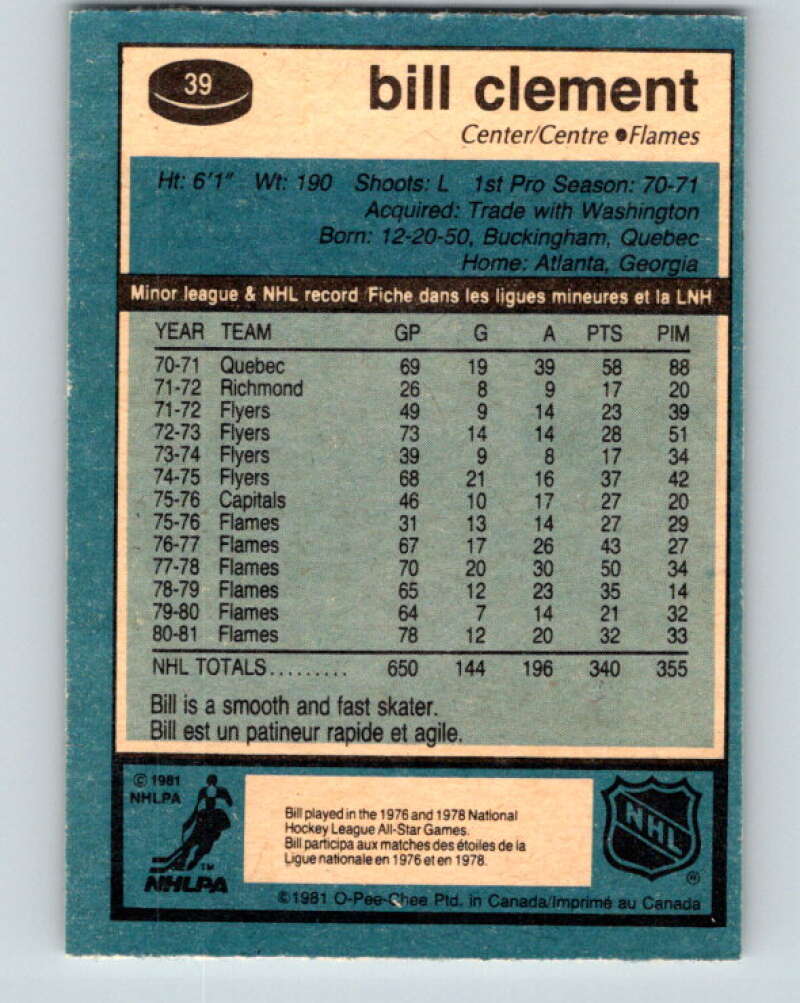 39
bill clement
Center/Centre ●Flames
Ht: 6'1" Wt: 190 Shoots: L 1st Pro Season: 70-71
Acquired: Trade with Washington
Born: 12-20-50, Buckingham, Quebec
Home: Atlanta, Georgia
Minor league & NHL record Fiche dans les ligues mineures et la LNH
YEAR TEAM GP G A PTS PIM
70-71 Quebec 69 19 39 58 88
71-72 Richmond 26 8 9 17 20
71-72 Flyers 49 9 14 23 39
72-73 Flyers 73 14 14 28 51
73-74 Flyers 39 9 8 17 34
74-75 Flyers 68 21 16 37 42
75-76 Capitals 46 10 17 27 20
75-76 Flames 31 13 14 27 29
76-77 Flames 67 17 26 43 27
77-78 Flames 70 20 30 50 34
78-79 Flames 65 12 23 35 14
79-80 Flames 64 7 14 21 32
80-81 Flames 78 12 20 32 33
NHL TOTALS......... 650 144 196 340 355
Bill is a smooth and fast skater.
Bill est un patineur rapide et agile.
© 1981
NHLPA
Bill played in the 1976 and 1978 National
Hockey League All-Star Games.
Bill participa aux matches des étoiles de la
Ligue nationale en 1976 et en 1978.
TM
NHLPA
NHL
®
©1981 O-Pee-Chee Ptd. in Canada/Imprimé au Canada